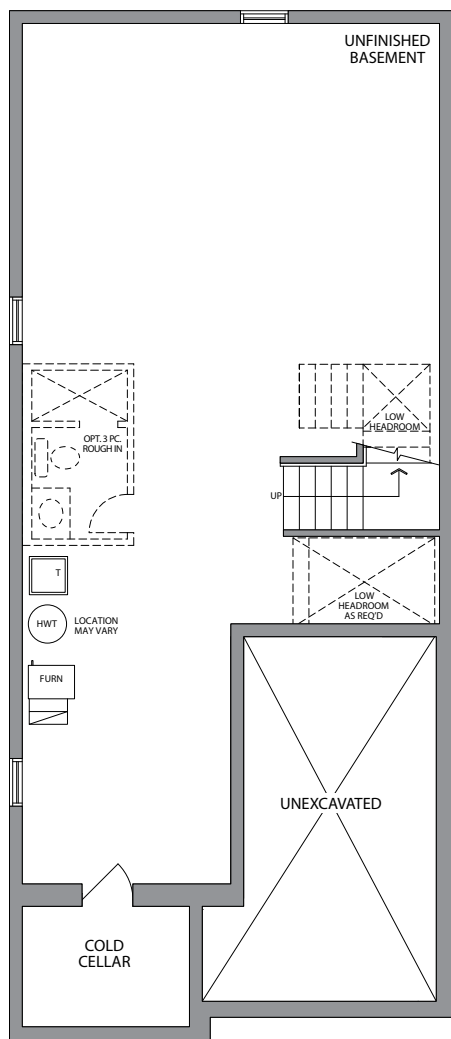 UNFINISHED
BASEMENT
LOW
HEADROOM
OPT. 3 PC.
ROUGH IN
UP
T
LOW
HEADROOM
AS REQ'D
HWT
LOCATION
MAY VARY
FURN
UNEXCAVATED
COLD
CELLAR